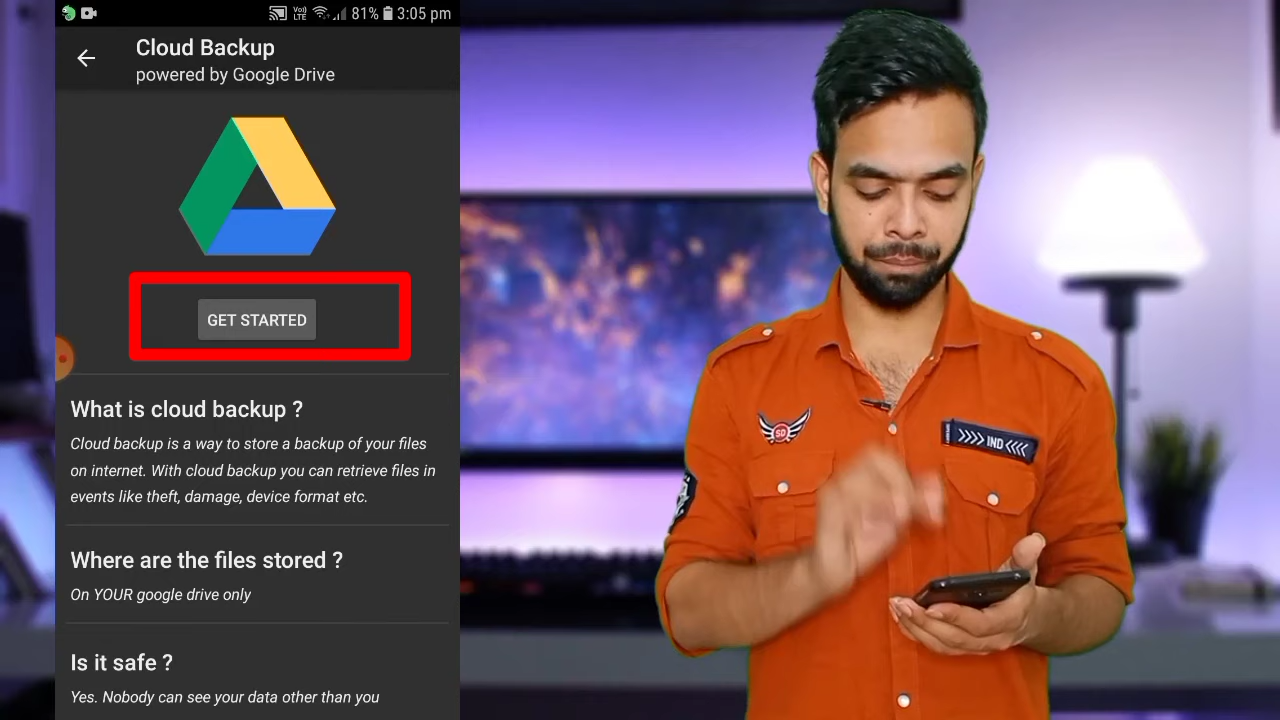 Vo))
LTE
81%
3:05 pm
Cloud Backup
powered by Google Drive
GET STARTED
What is cloud backup ?
Cloud backup is a way to store a backup of your files
on internet. With cloud backup you can retrieve files in
events like theft, damage, device format etc.
Where are the files stored ?
On YOUR google drive only
Is it safe ?
Yes. Nobody can see your data other than you
SD
IND